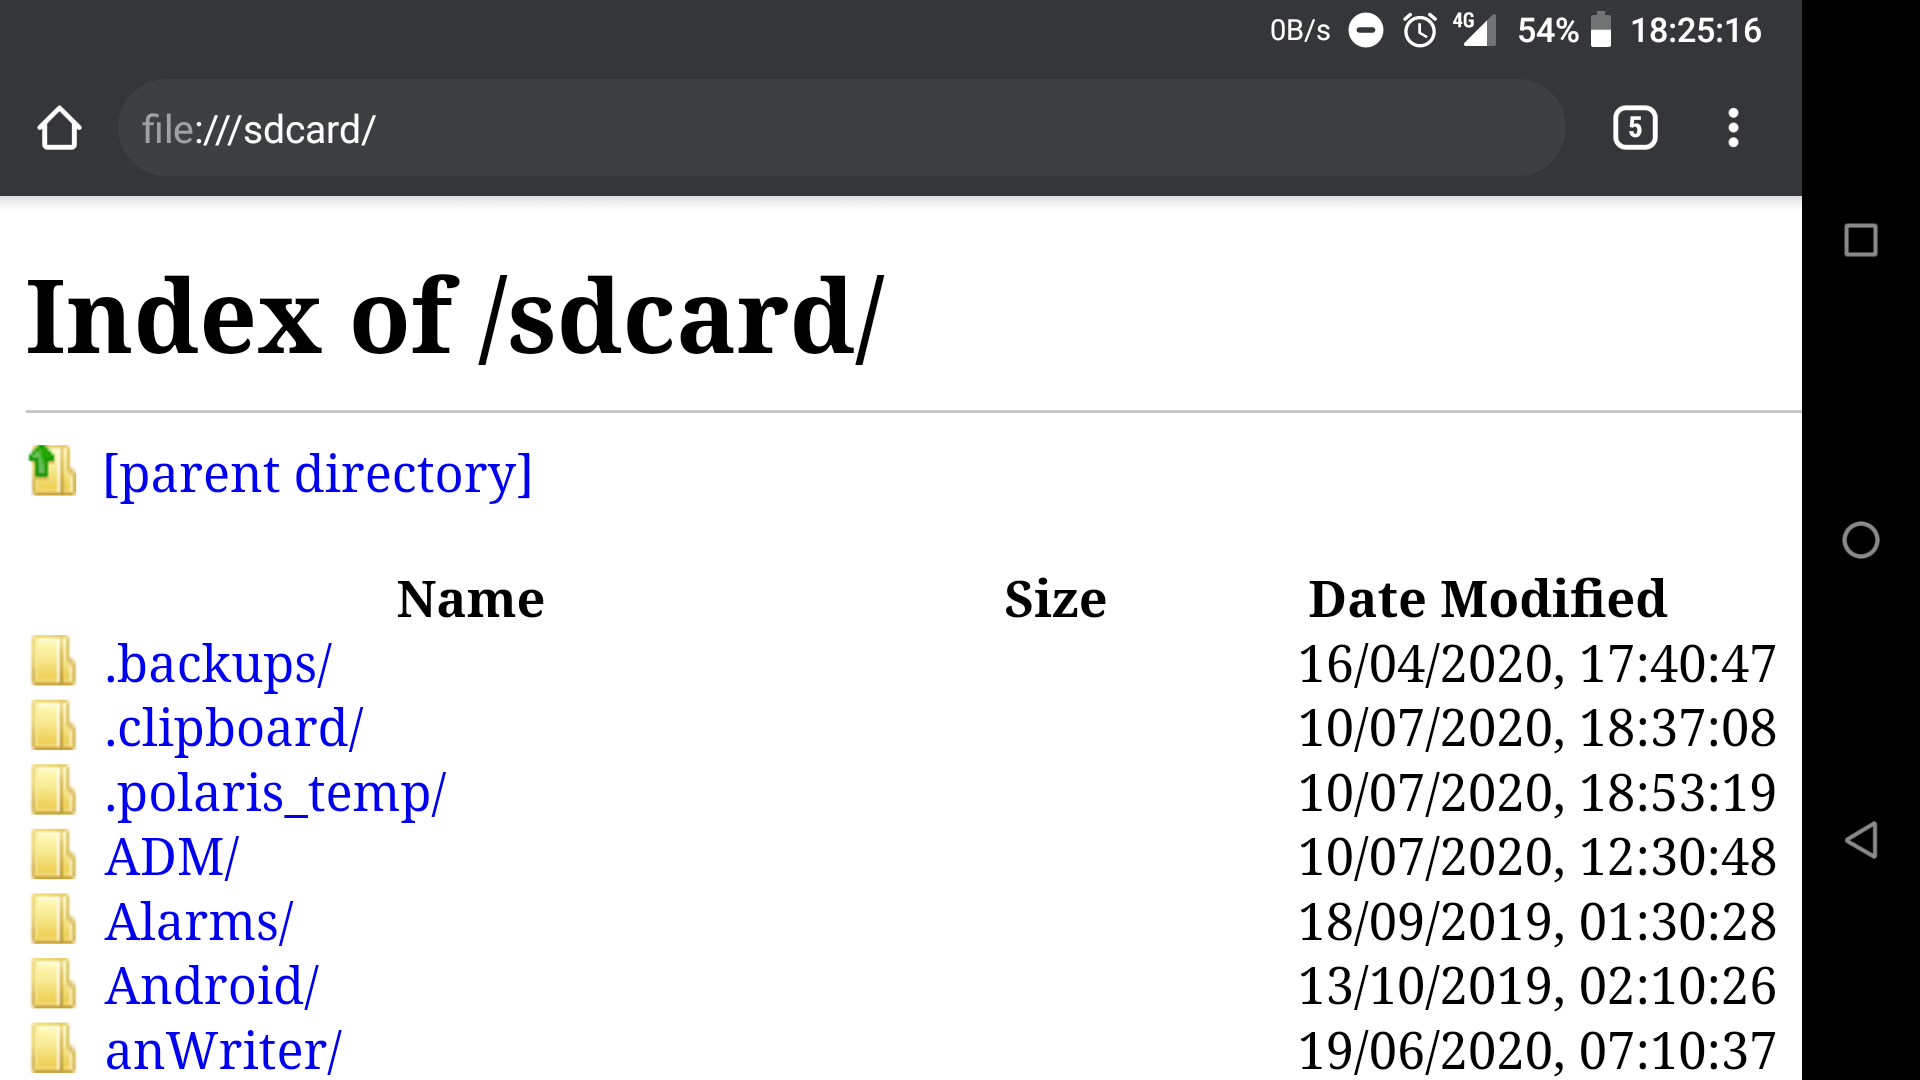 0B/s 4G 54% 18:25:16
file:///sdcard/ 5
Index of /sdcard/
[parent directory]
Name Size Date Modified
.backups/ 16/04/2020, 17:40:47
.clipboard/ 10/07/2020, 18:37:08
.polaris_temp/ 10/07/2020, 18:53:19
ADM/ 10/07/2020, 12:30:48
Alarms/ 18/09/2019, 01:30:28
Android/ 13/10/2019, 02:10:26
anWriter/ 19/06/2020, 07:10:37